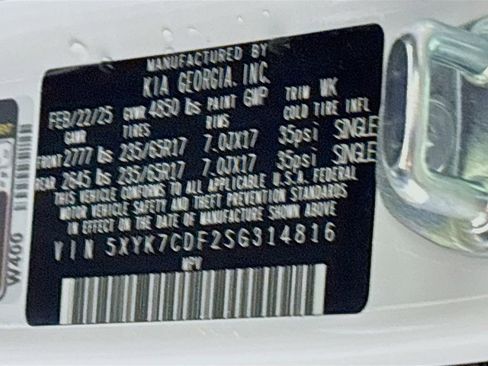 MANUFACTURED BY
KIA GEORGIA. INC.
FEB/22/25 GVWR 4850 lbs PAINT GWP TRIM WK
GAWR TIRES RIMS COLD TIRE INFL
FRONT 2777 lbs 235/65R17 7.0JX17 35psi SINGLE
REAR 2645 lbs 235/65R17 7.0JX17 35psi SINGLE
THIS VEHICLE CONFORMS TO ALL APPLICABLE U.S.A. FEDERAL
MOTOR VEHICLE SAFETY AND THEFT PREVENTION STANDARDS
IN EFFECT ON THE DATE OF MANUFACTURE SHOWN ABOVE.
VIN 5XYK7CDF2SG314816
MPV
W400